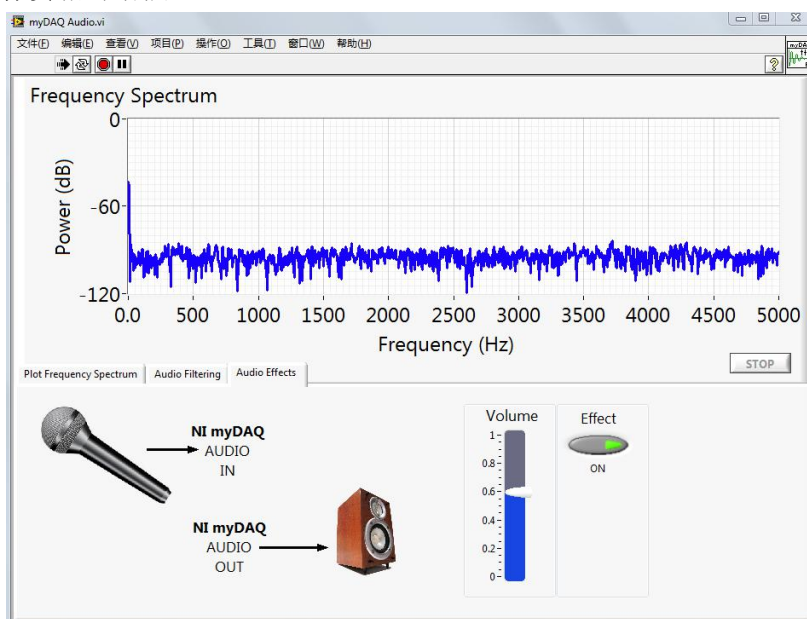 myDAQ Audio.vi
文件(F) 编辑(E) 查看(V) 项目(P) 操作(O) 工具(T) 窗口(W) 帮助(H)
Frequency Spectrum
Power (dB)
0
-60
-120
0.0 500 1000 1500 2000 2500 3000 3500 4000 4500 5000
Frequency (Hz)
STOP
Plot Frequency Spectrum Audio Filtering Audio Effects
NI myDAQ
AUDIO
IN
NI myDAQ
AUDIO
OUT
Volume
1
0.8
0.6
0.4
0.2
0
Effect
ON